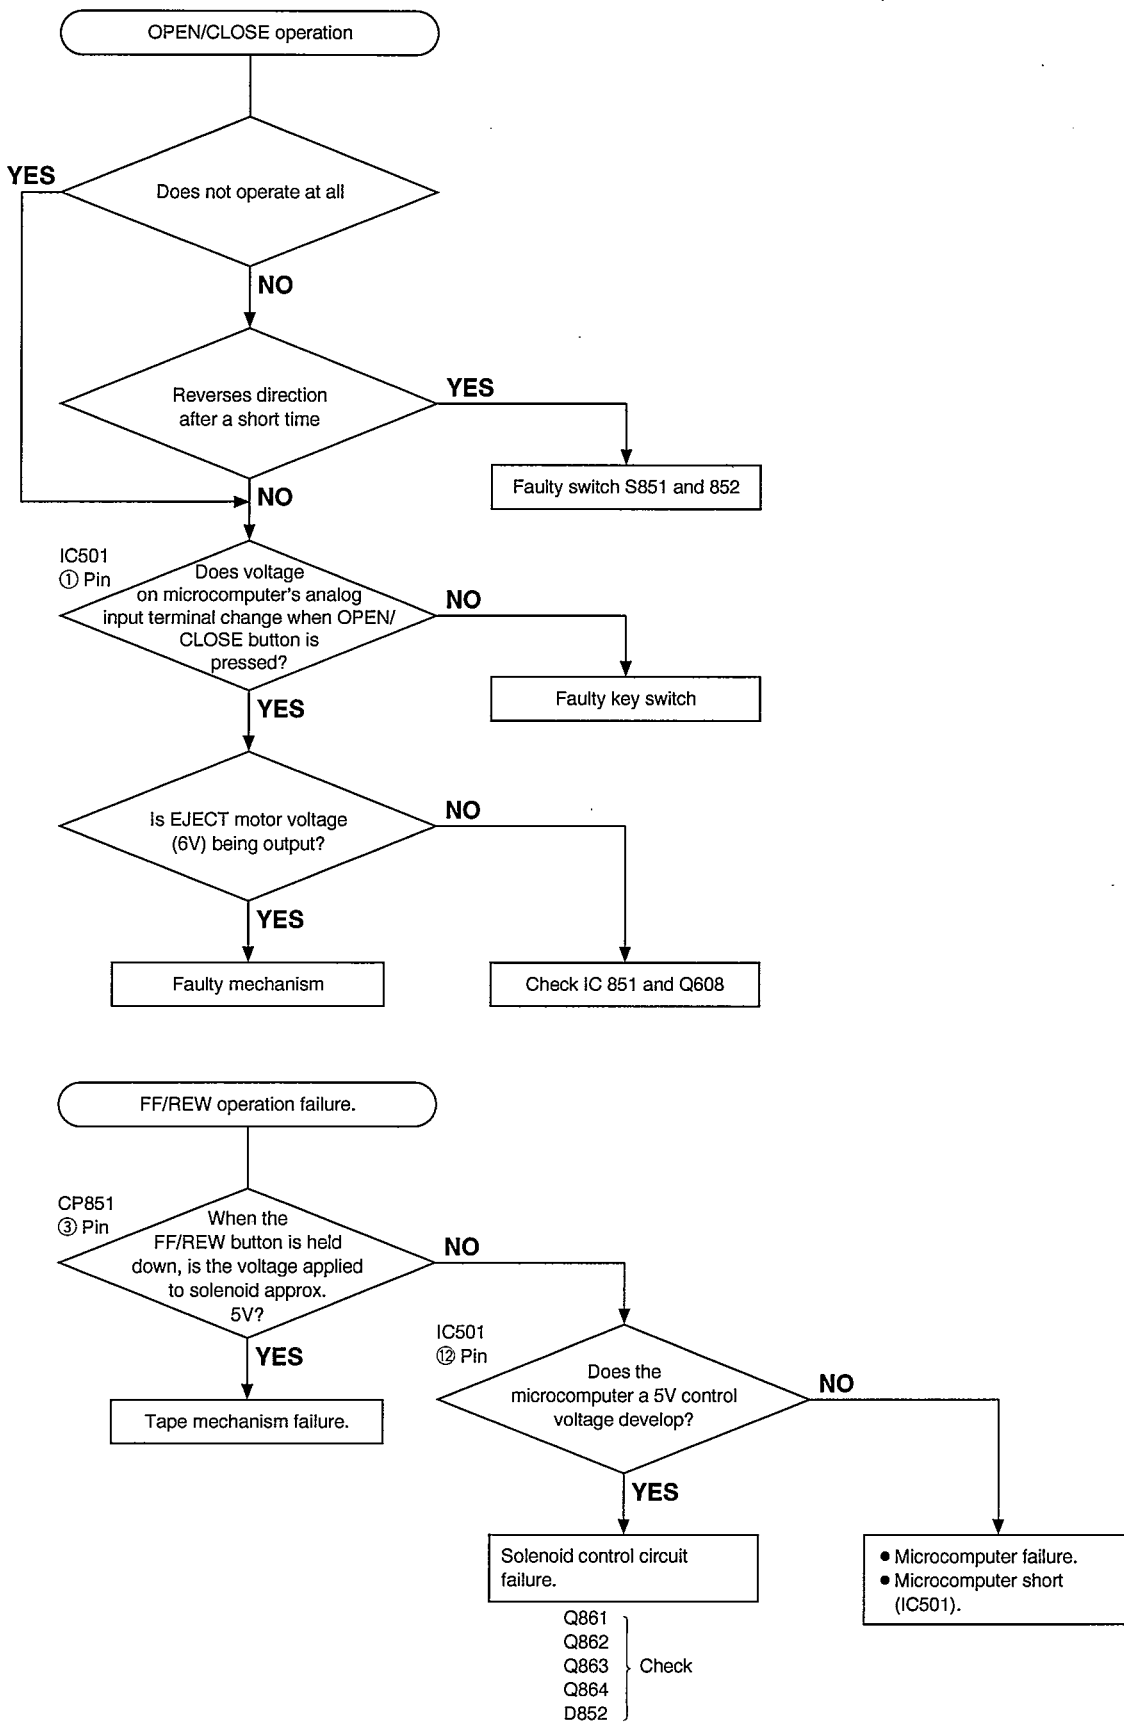 OPEN/CLOSE operation
YES
Does not operate at all
NO
Reverses direction
after a short time
YES
Faulty switch S851 and 852
NO
IC501
① Pin
Does voltage
on microcomputer's analog
input terminal change when OPEN/
CLOSE button is
pressed?
NO
Faulty key switch
YES
Is EJECT motor voltage
(6V) being output?
NO
YES
Faulty mechanism
Check IC 851 and Q608
FF/REW operation failure.
CP851
③ Pin
When the
FF/REW button is held
down, is the voltage applied
to solenoid approx.
5V?
NO
YES
Tape mechanism failure.
IC501
⑫ Pin
Does the
microcomputer a 5V control
voltage develop?
NO
YES
Solenoid control circuit
failure.
Q861
Q862
Q863
Q864
D852
Check
● Microcomputer failure.
● Microcomputer short
(IC501).